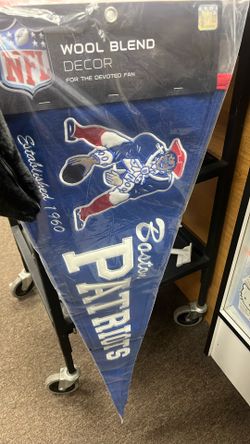 NFL
WOOL BLEND
DECOR
FOR THE DEVOTED FAN
Established 1960
Boston
PATRIOTS